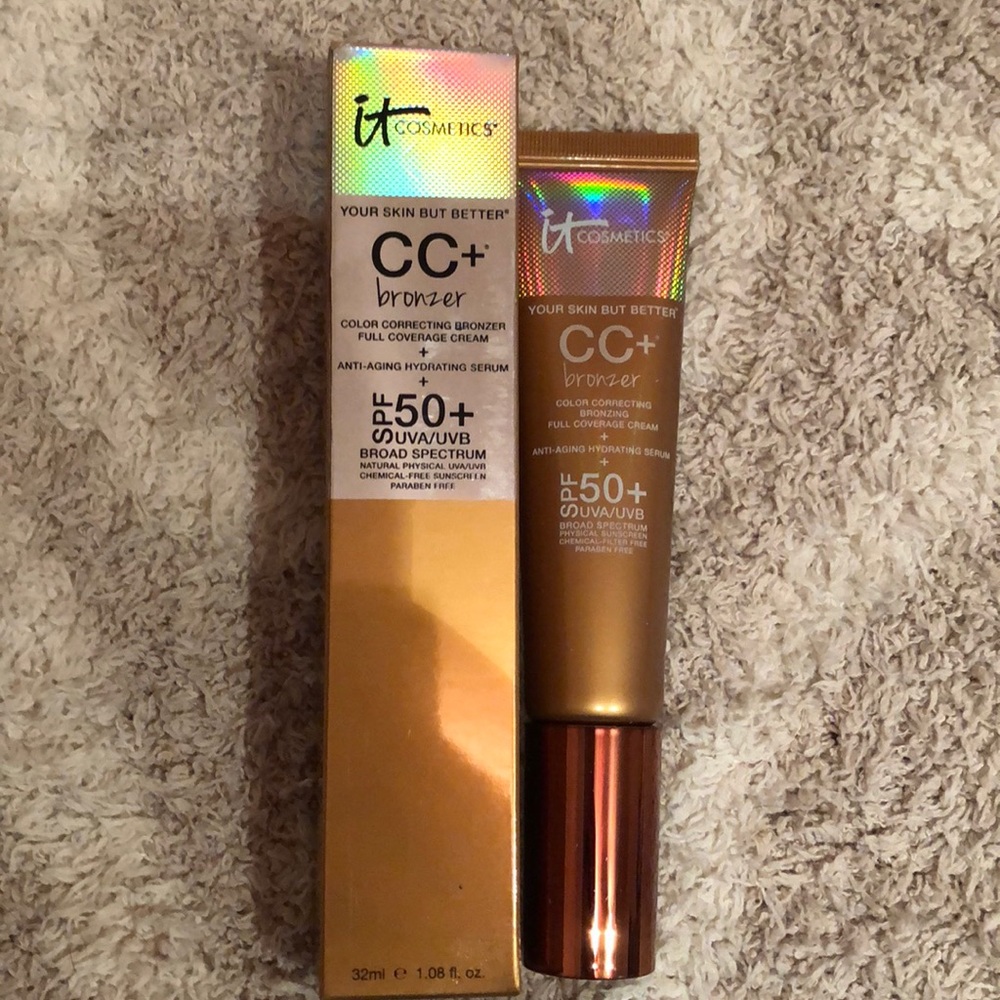 it COSMETICS®
YOUR SKIN BUT BETTER®
CC+®
bronzer
COLOR CORRECTING BRONZER
FULL COVERAGE CREAM
+
ANTI-AGING HYDRATING SERUM
+
SPF 50+
UVA/UVB
BROAD SPECTRUM
NATURAL PHYSICAL UVA/UVB
CHEMICAL-FREE SUNSCREEN
PARABEN FREE
32ml ℮ 1.08 fl. oz.
it COSMETICS®
YOUR SKIN BUT BETTER®
CC+®
bronzer
COLOR CORRECTING
BRONZING
FULL COVERAGE CREAM
+
ANTI-AGING HYDRATING SERUM
+
SPF 50+
UVA/UVB
BROAD SPECTRUM
PHYSICAL SUNSCREEN
CHEMICAL-FILTER FREE
PARABEN FREE